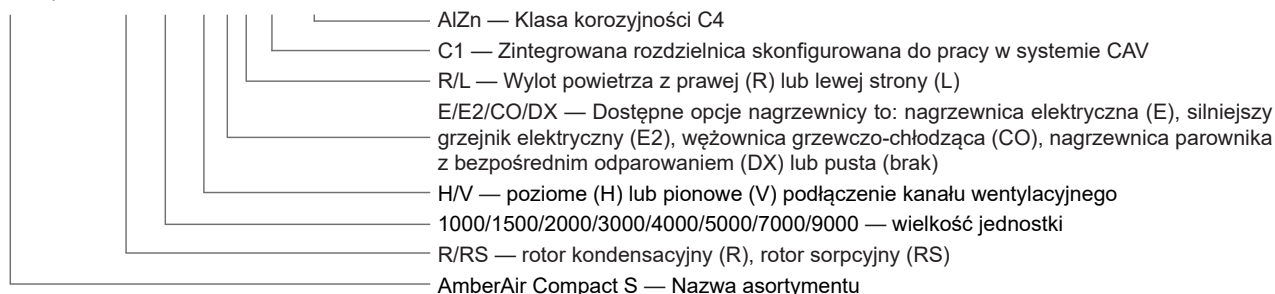 AlZn — Klasa korozyjności C4
C1 — Zintegrowana rozdzielnica skonfigurowana do pracy w systemie CAV
R/L — Wylot powietrza z prawej (R) lub lewej strony (L)
E/E2/CO/DX — Dostępne opcje nagrzewnicy to: nagrzewnica elektryczna (E), silniejszy
grzejnik elektryczny (E2), wężownica grzewczo-chłodząca (CO), nagrzewnica parownika
z bezpośrednim odparowaniem (DX) lub pusta (brak)
H/V — poziome (H) lub pionowe (V) podłączenie kanału wentylacyjnego
1000/1500/2000/3000/4000/5000/7000/9000 — wielkość jednostki
R/RS — rotor kondensacyjny (R), rotor sorpcyjny (RS)
AmberAir Compact S — Nazwa asortymentu